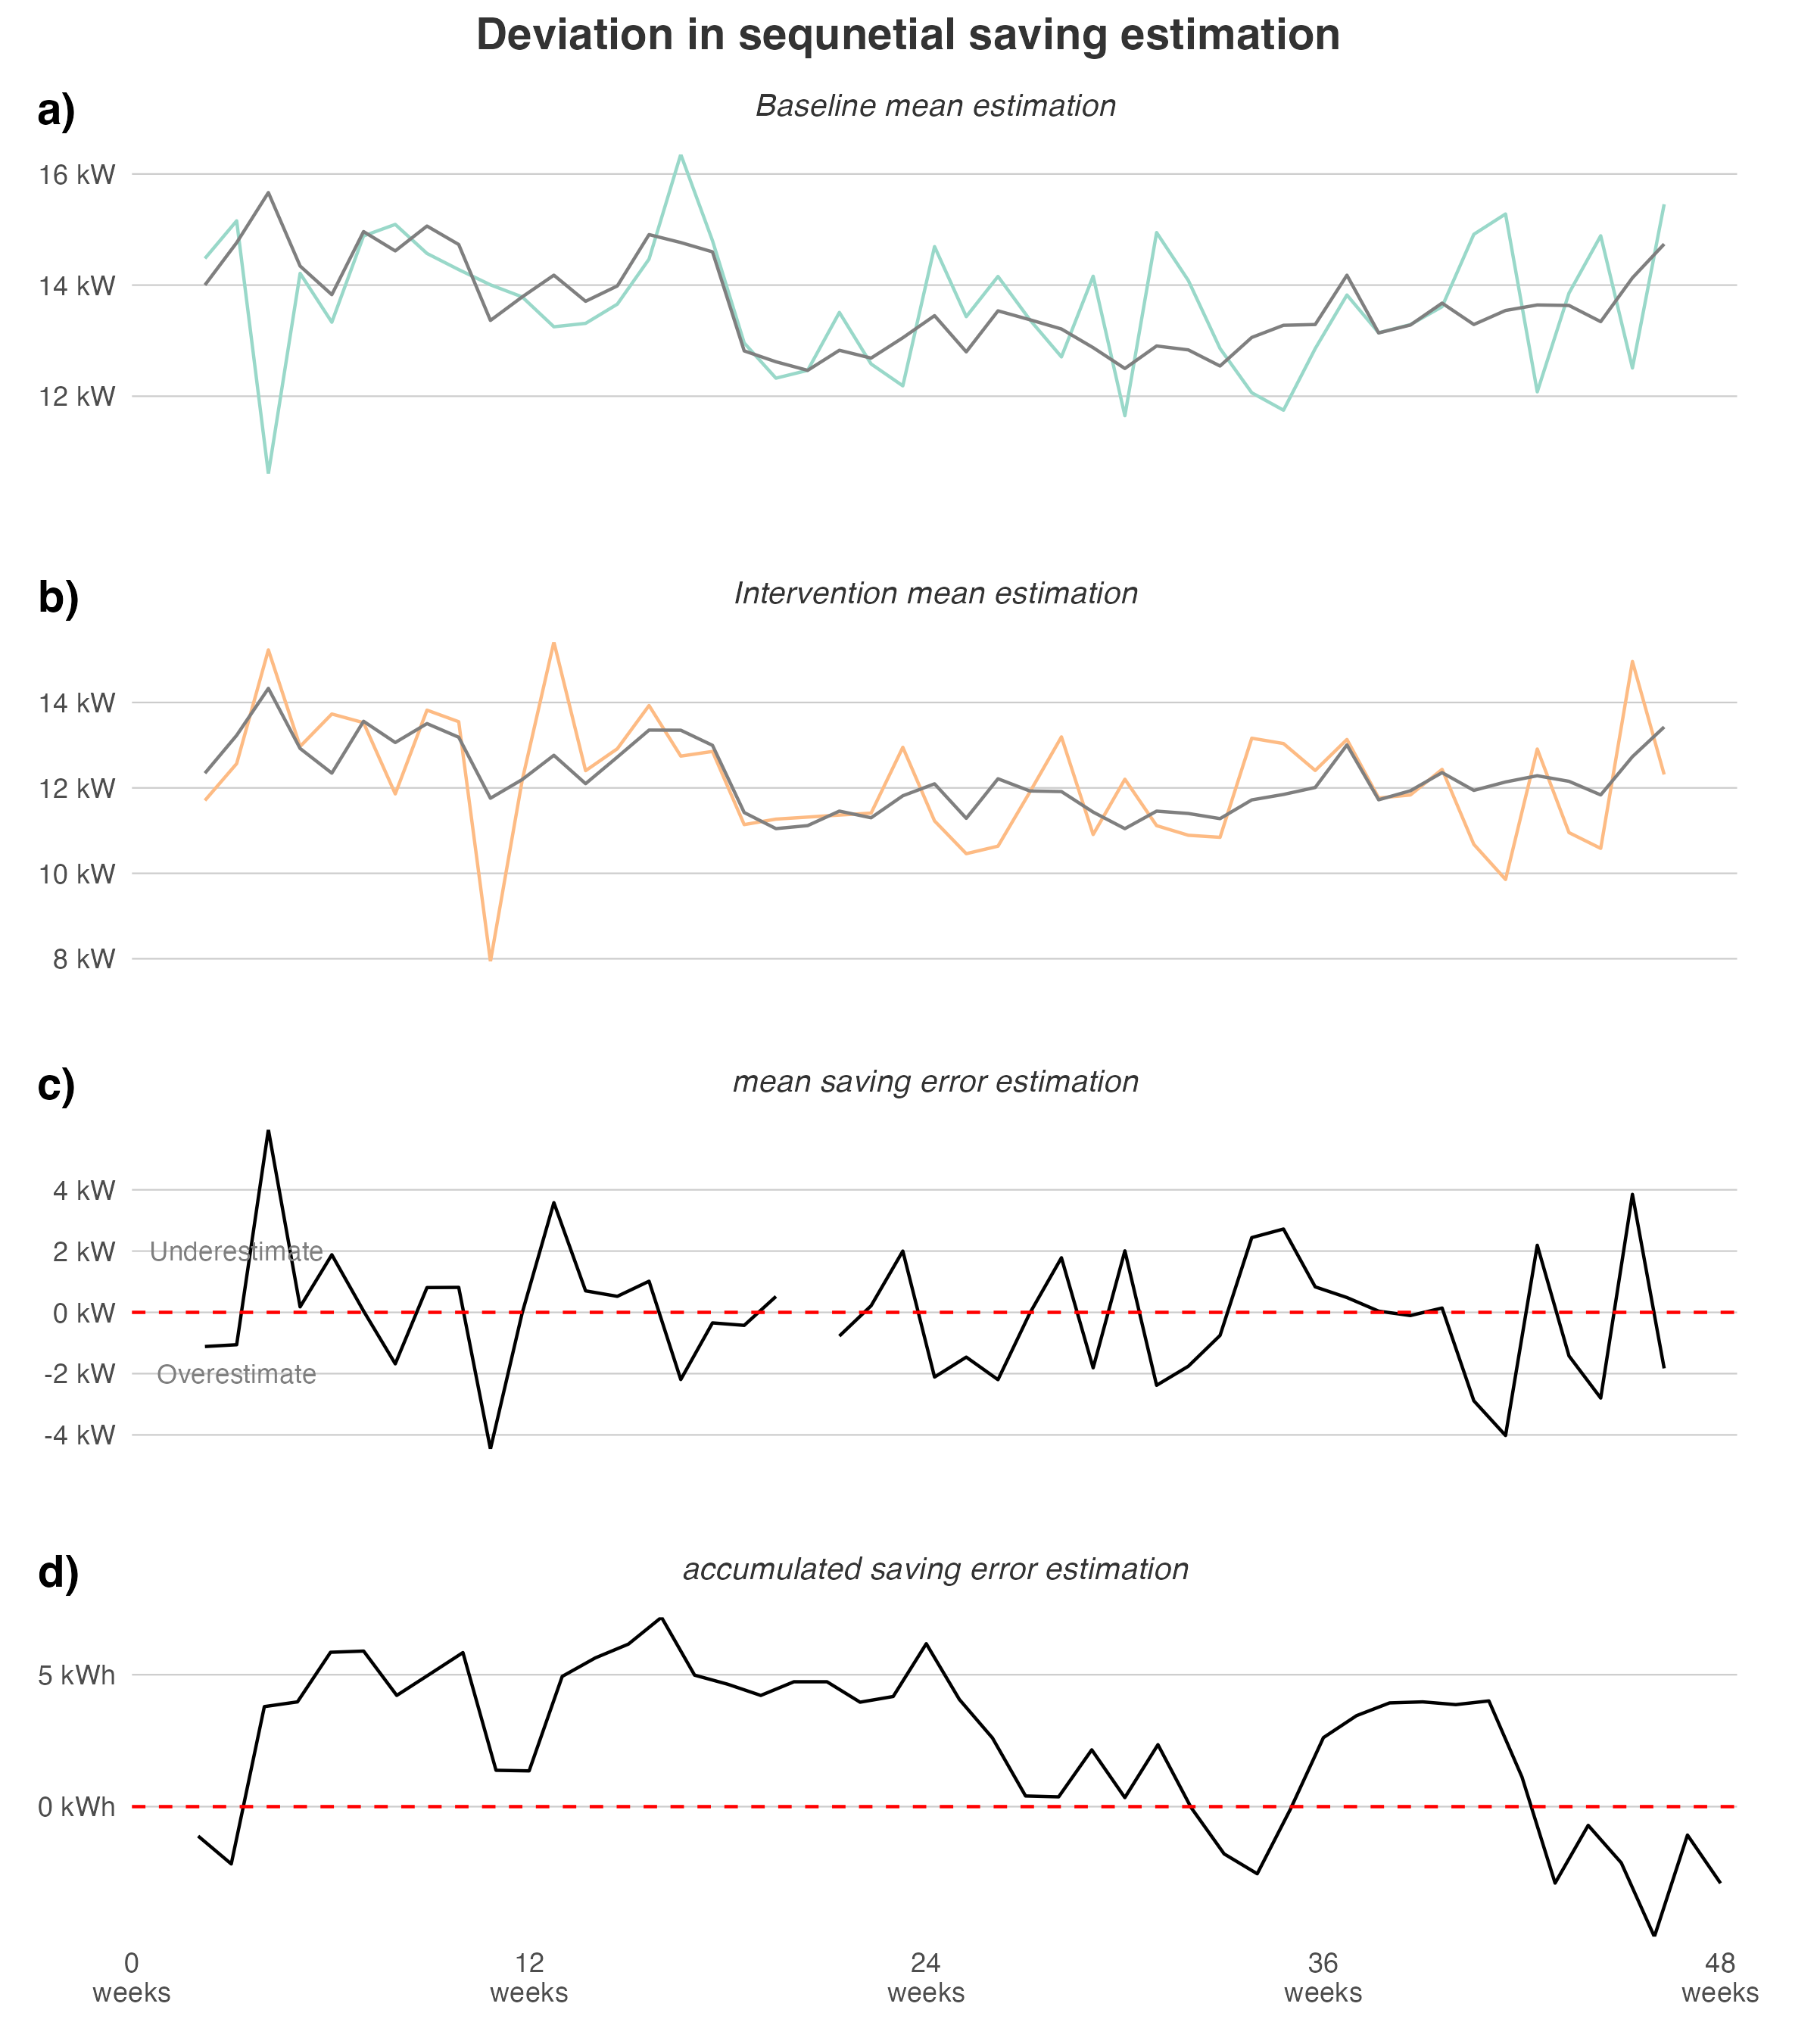 Deviation in sequnetial saving estimation
a)
Baseline mean estimation
16 kW
14 kW
12 kW
b)
Intervention mean estimation
14 kW
12 kW
10 kW
8 kW
c)
mean saving error estimation
4 kW
Underestimate
2 kW
0 kW
Overestimate
-2 kW
-4 kW
d)
accumulated saving error estimation
5 kWh
0 kWh
0 12 24 36 48
weeks weeks weeks weeks weeks